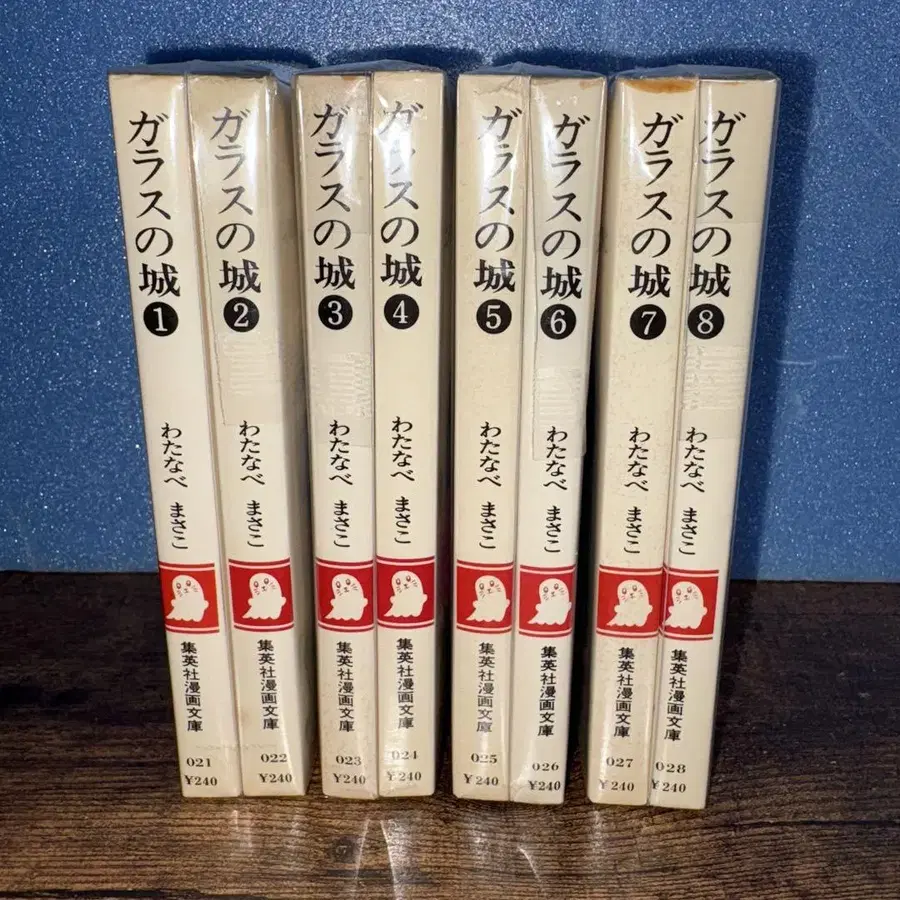 ガラスの城
1
わたなべ まさこ
集英社漫画文庫
021
¥240
ガラスの城
2
わたなべ まさこ
集英社漫画文庫
022
¥240
ガラスの城
3
わたなべ まさこ
集英社漫画文庫
023
¥240
ガラスの城
4
わたなべ まさこ
集英社漫画文庫
024
¥240
ガラスの城
5
わたなべ まさこ
集英社漫画文庫
025
¥240
ガラスの城
6
わたなべ まさこ
集英社漫画文庫
026
¥240
ガラスの城
7
わたなべ まさこ
集英社漫画文庫
027
¥240
ガラスの城
8
わたなべ まさこ
集英社漫画文庫
028
¥240